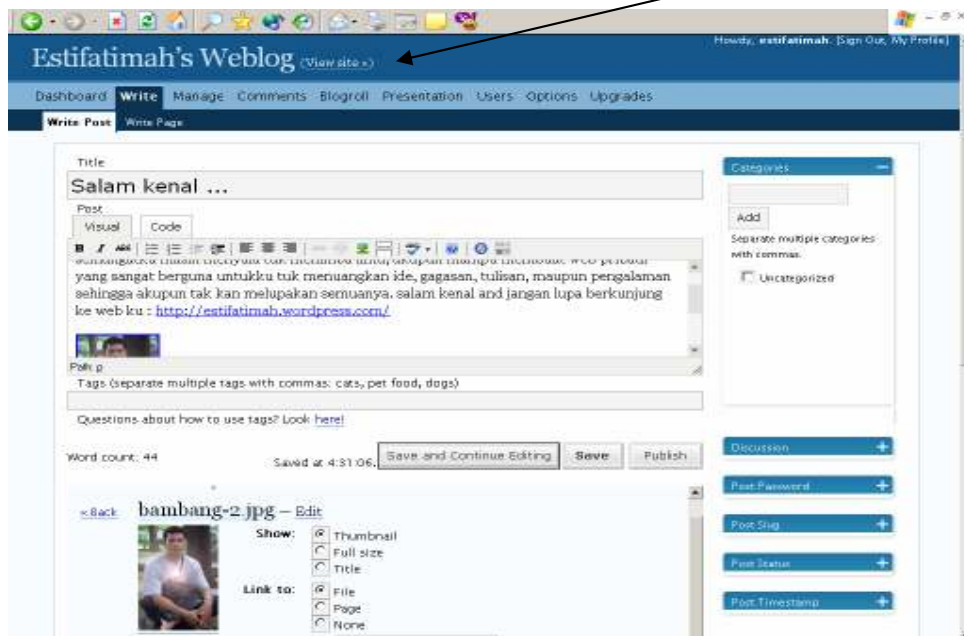 Howdy, estifatimah. [Sign Out, My Profile]
Estifatimah's Weblog (View site »)
Dashboard Write Manage Comments Blogroll Presentation Users Options Upgrades
Write Post Write Page
Title
Salam kenal ...
Post
Visual Code
B I ABC
yang sangat berguna untukku tuk menuangkan ide, gagasan, tulisan, maupun pengalaman
sehingga akupun tak kan melupakan semuanya. salam kenal and jangan lupa berkunjung
ke web ku : http://estifatimah.wordpress.com/
Path: p
Tags (separate multiple tags with commas: cats, pet food, dogs)
Questions about how to use tags? Look here!
Word count: 44
Saved at 4:31:06.
Save and Continue Editing Save Publish
« Back bambang-2.jpg — Edit
Show: Thumbnail
Full size
Title
Link to: File
Page
None
Categories
Add
Separate multiple categories
with commas.
Uncategorized
Discussion
Post Password
Post Slug
Post Status
Post Timestamp